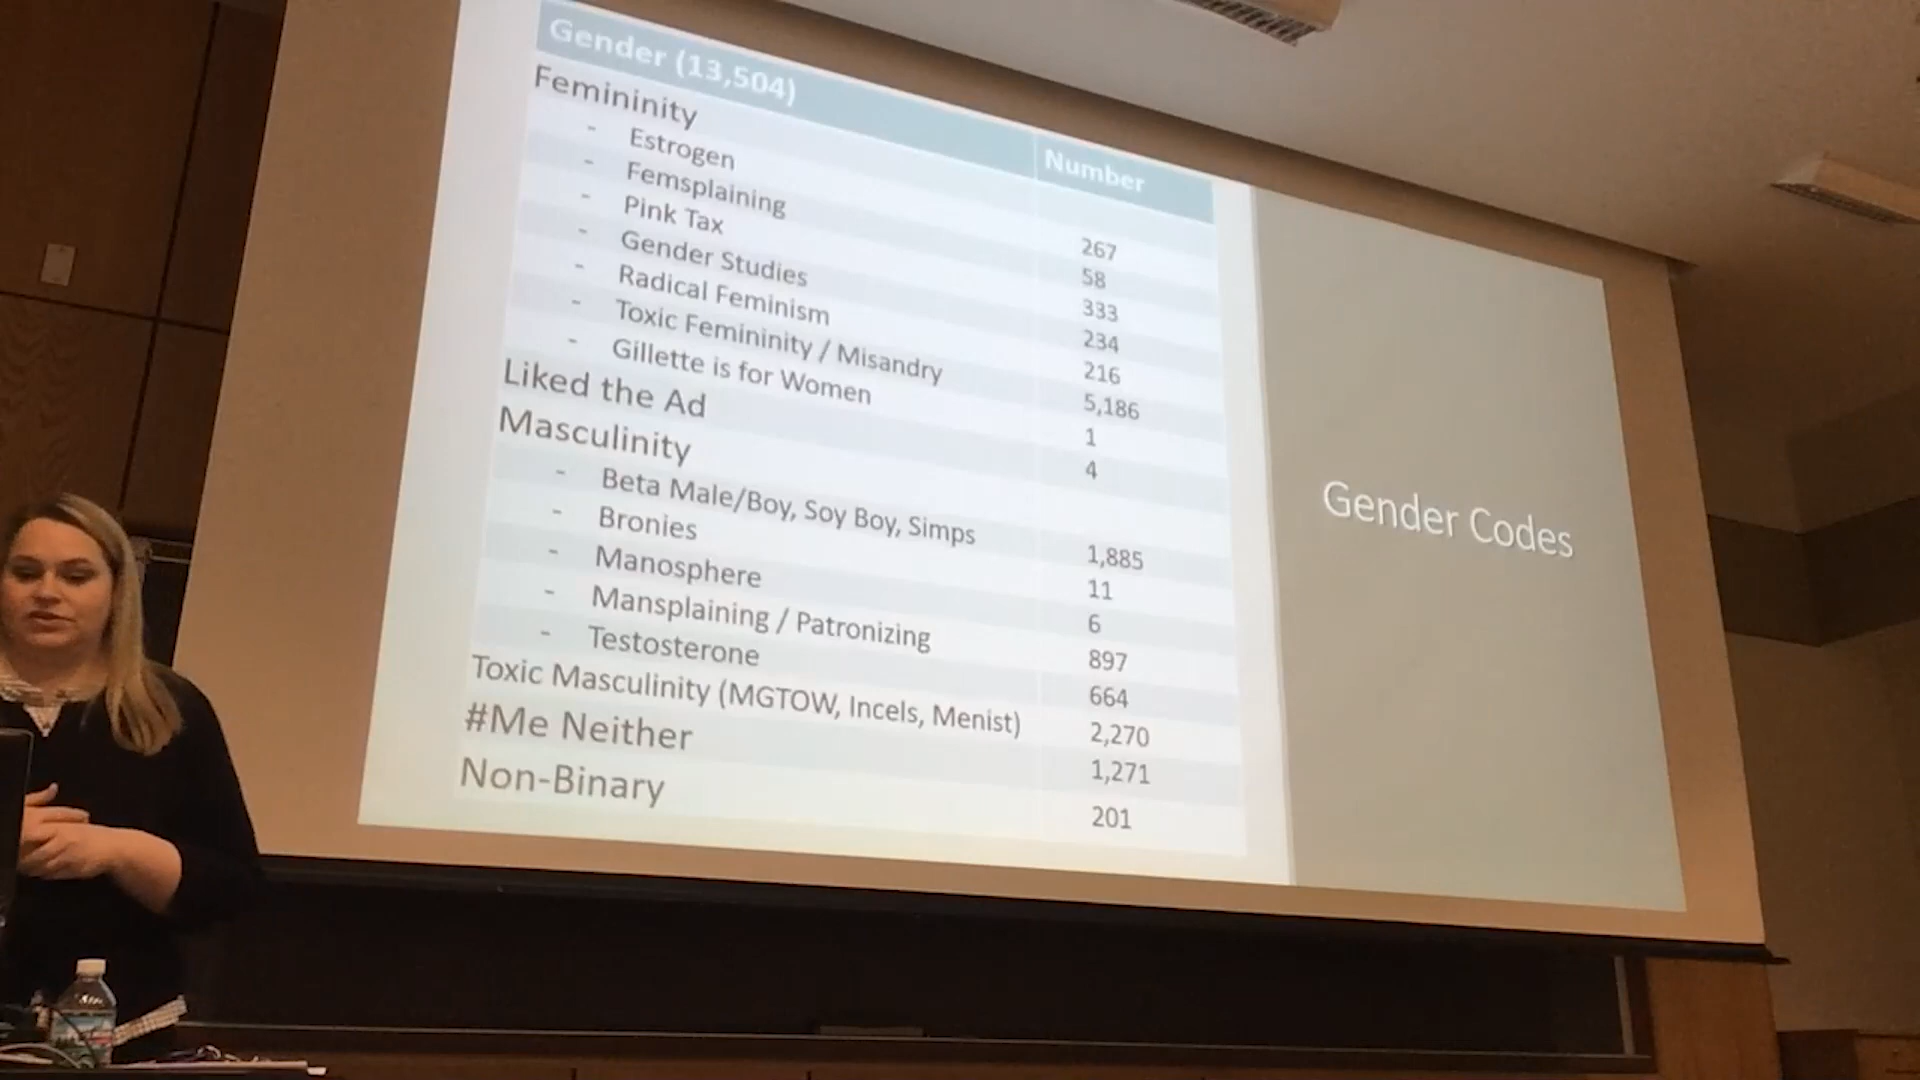 Gender (13,504) Number
Femininity
- Estrogen 267
- Femsplaining 58
- Pink Tax 333
- Gender Studies 234
- Radical Feminism 216
- Toxic Femininity / Misandry 5,186
- Gillette is for Women 1
Liked the Ad 4
Masculinity
- Beta Male/Boy, Soy Boy, Simps 1,885
- Bronies 11
- Manosphere 6
- Mansplaining / Patronizing 897
- Testosterone 664
Toxic Masculinity (MGTOW, Incels, Menist) 2,270
#Me Neither 1,271
Non-Binary 201
Gender Codes